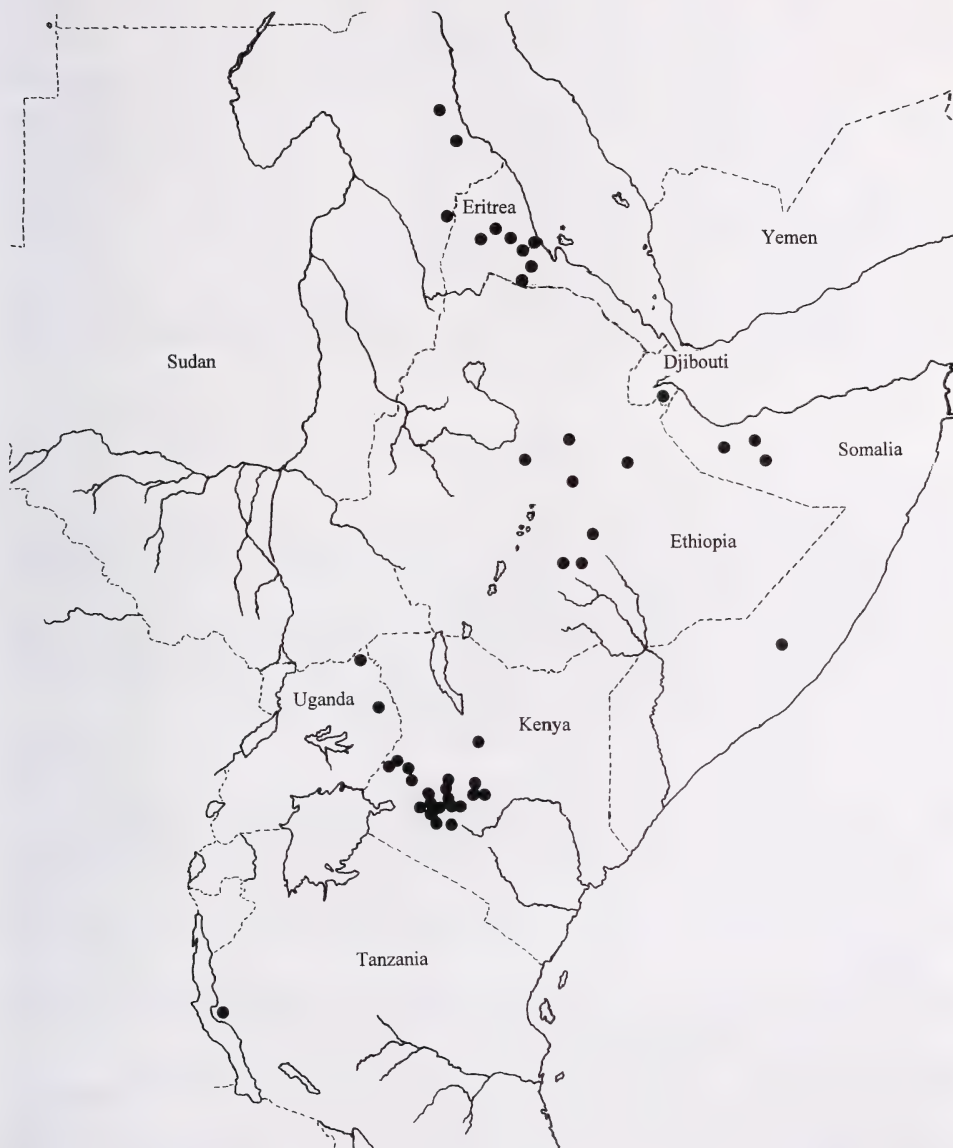 Eritrea
Yemen
Sudan
Djibouti
Somalia
Ethiopia
Uganda
Kenya
Tanzania